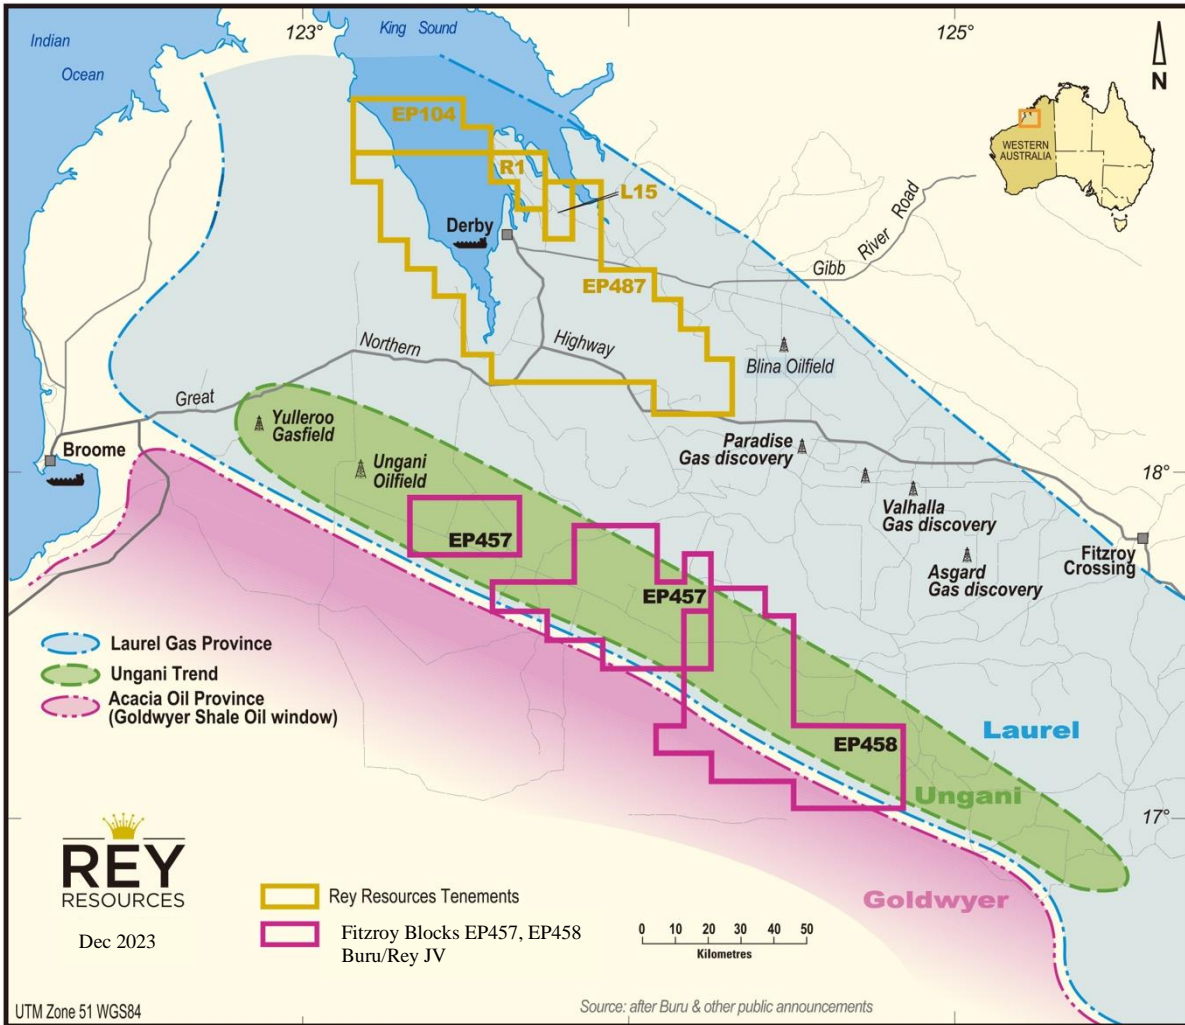 123°
King Sound
125°
Indian
Ocean
N
WESTERN
AUSTRALIA
EP104
R1
L15
Derby
Gibb River Road
EP487
Northern
Highway
Blina Oilfield
Great
Yulleroo
Gasfield
Broome
Ungani
Oilfield
Paradise
Gas discovery
18°
Valhalla
Gas discovery
EP457
Fitzroy
Crossing
Asgard
Gas discovery
EP457
Laurel Gas Province
Ungani Trend
Acacia Oil Province
(Goldwyer Shale Oil window)
Laurel
EP458
Ungani
17°
REY
RESOURCES
Goldwyer
Rey Resources Tenements
Dec 2023
Fitzroy Blocks EP457, EP458
Buru/Rey JV
0 10 20 30 40 50
Kilometres
UTM Zone 51 WGS84
Source: after Buru & other public announcements